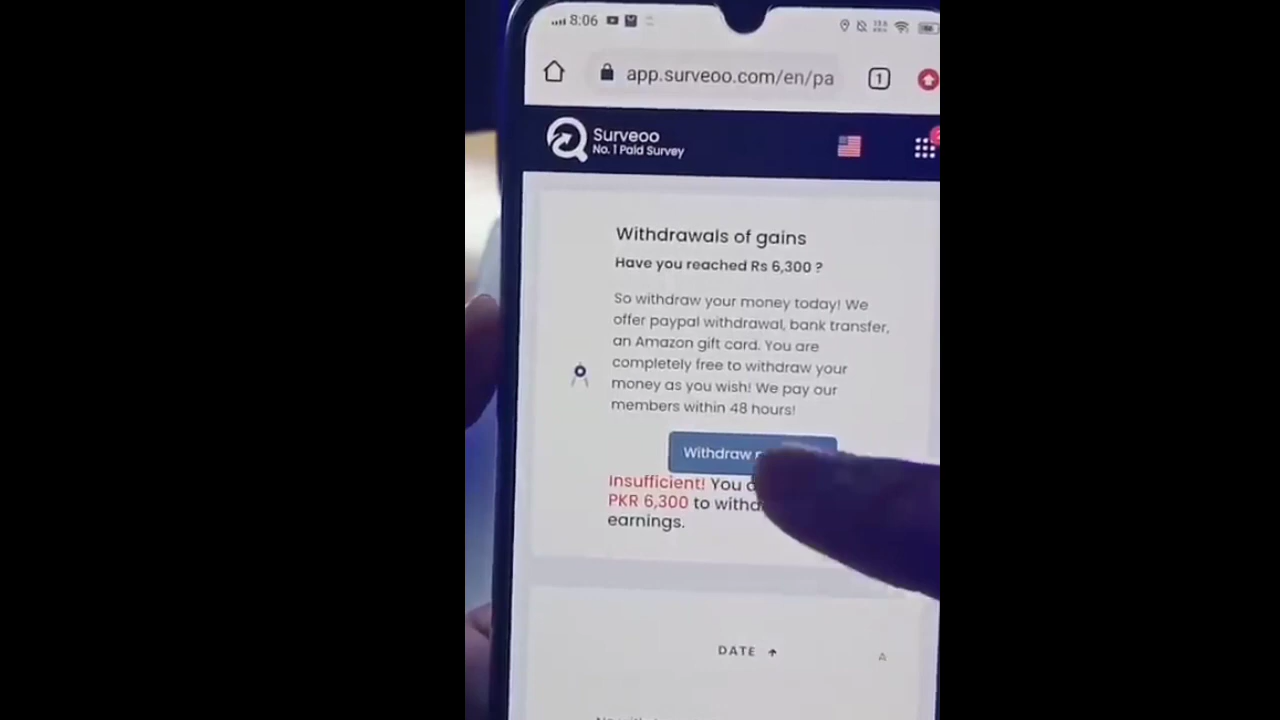 8:06
app.surveoo.com/en/pa
1
Surveoo
No. 1 Paid Survey
Withdrawals of gains
Have you reached Rs 6,300 ?
So withdraw your money today! We
offer paypal withdrawal, bank transfer,
an Amazon gift card. You are
completely free to withdraw your
money as you wish! We pay our
members within 48 hours!
Withdraw
Insufficient! You
PKR 6,300 to withd
earnings.
DATE
A